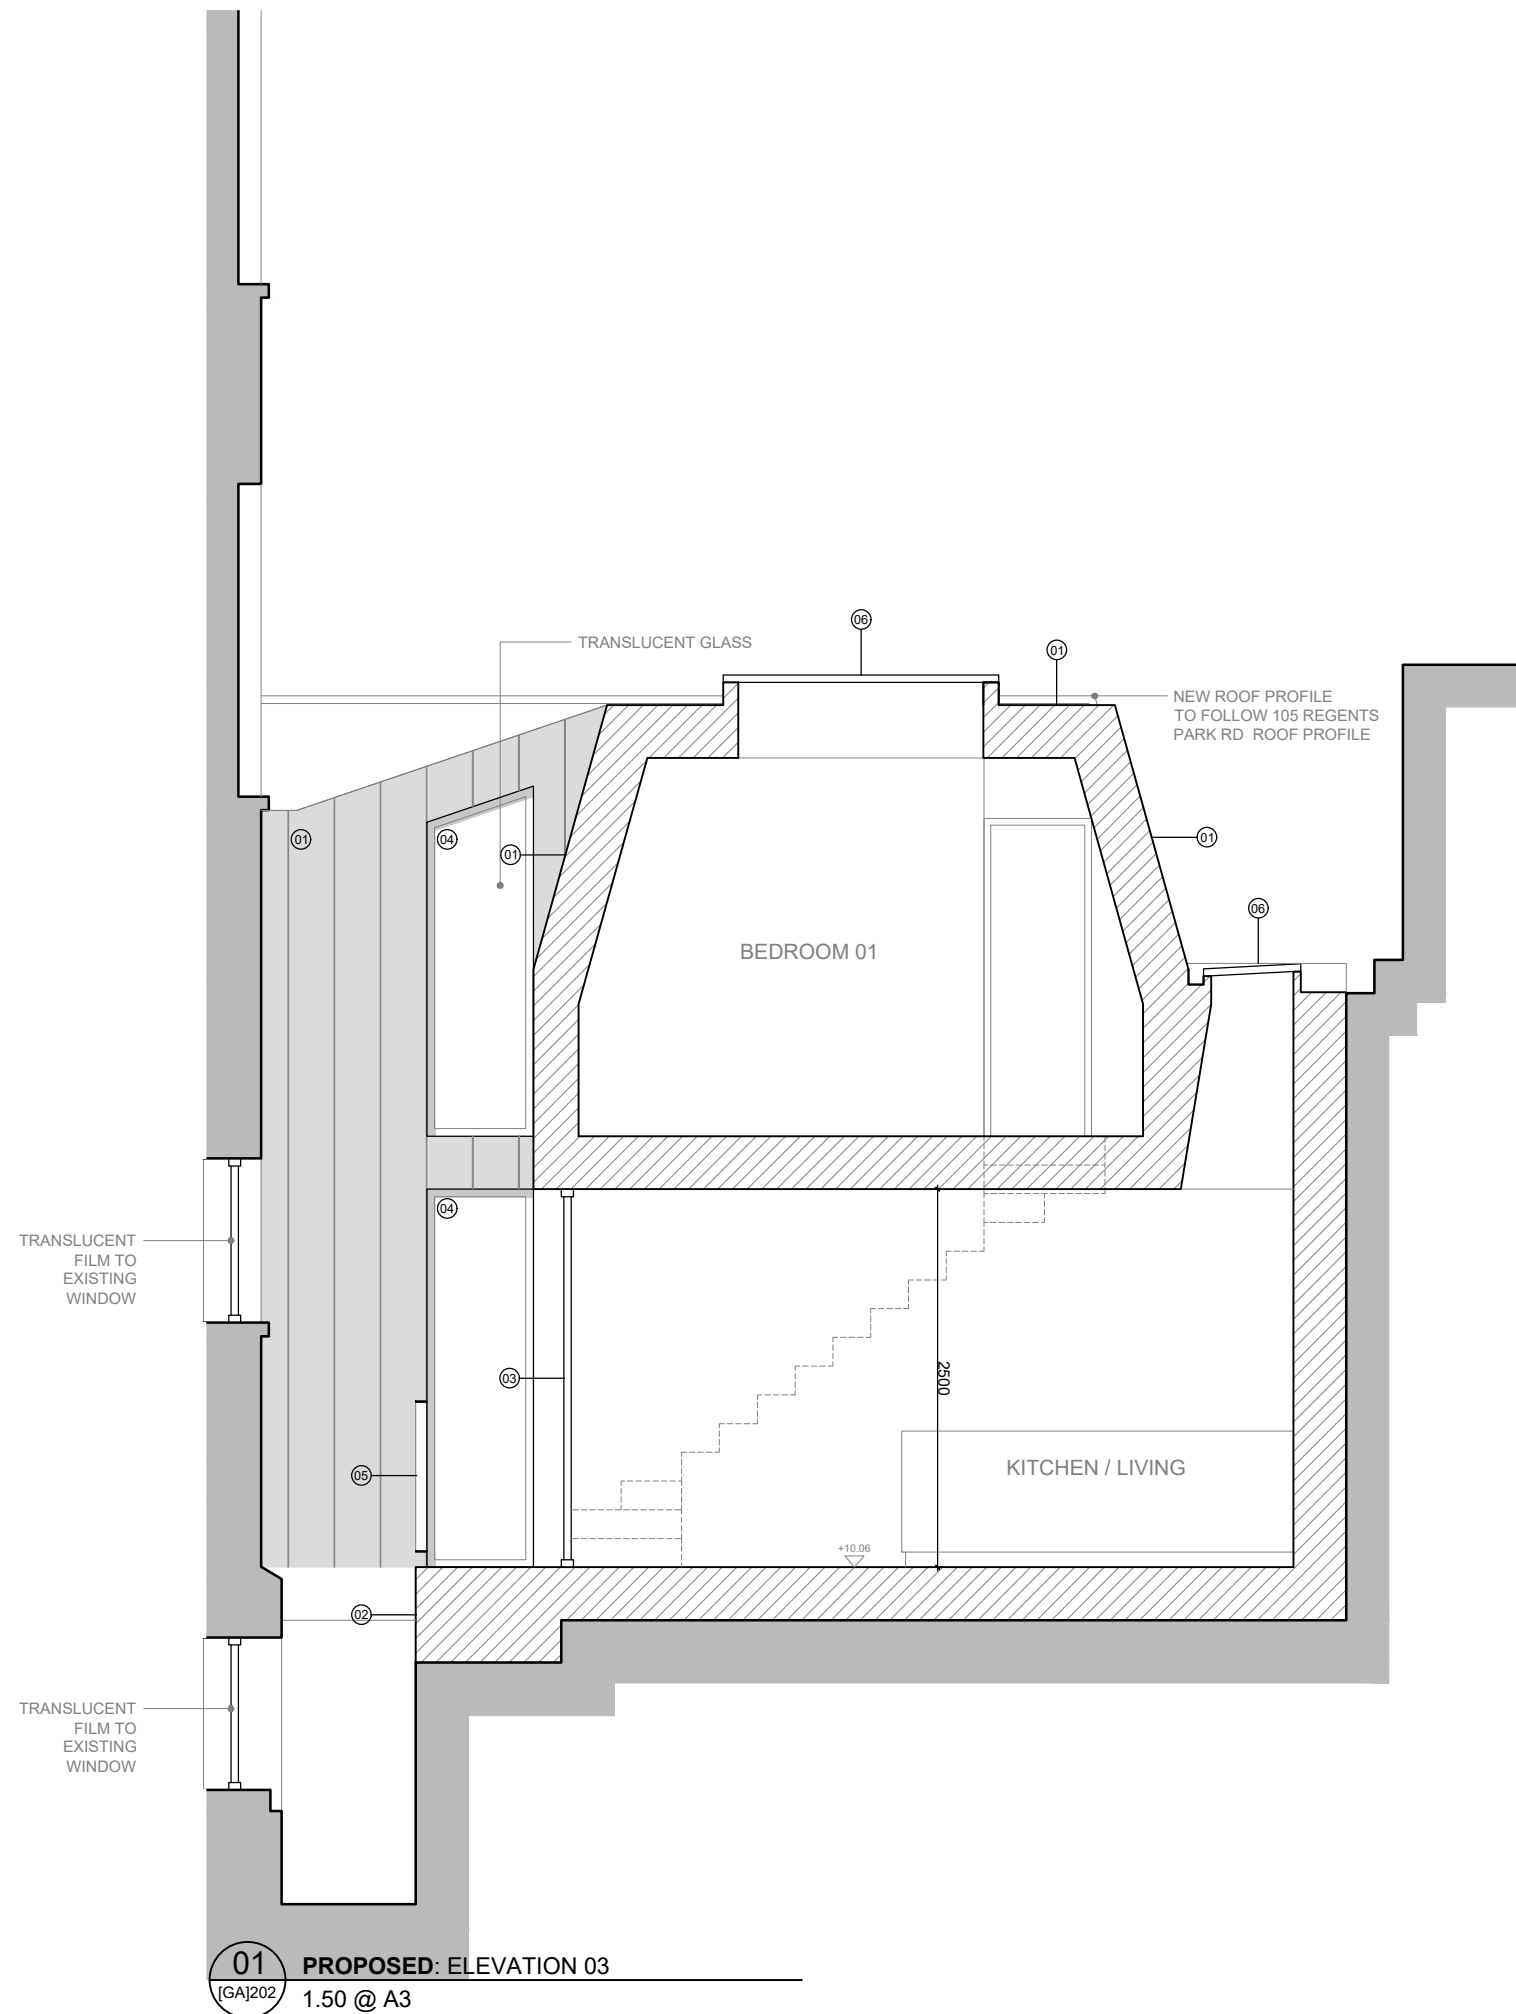 06
TRANSLUCENT GLASS
01
NEW ROOF PROFILE
TO FOLLOW 105 REGENTS
PARK RD ROOF PROFILE
01
04
01
01
06
BEDROOM 01
04
TRANSLUCENT
FILM TO
EXISTING
WINDOW
03
2500
05
KITCHEN / LIVING
+10.06
02
TRANSLUCENT
FILM TO
EXISTING
WINDOW
01
PROPOSED: ELEVATION 03
[GA]202
1.50 @ A3